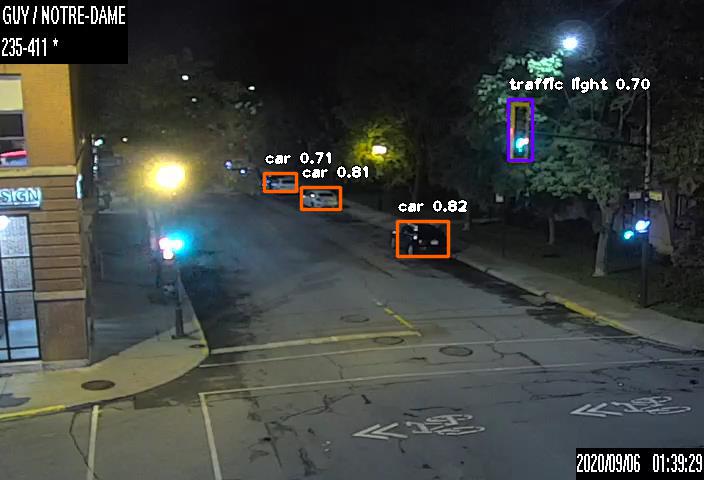 GUY / NOTRE-DAME
235-411 *
traffic light 0.70
car 0.71
car 0.81
car 0.82
SIGN
2020/09/06 01:39:29